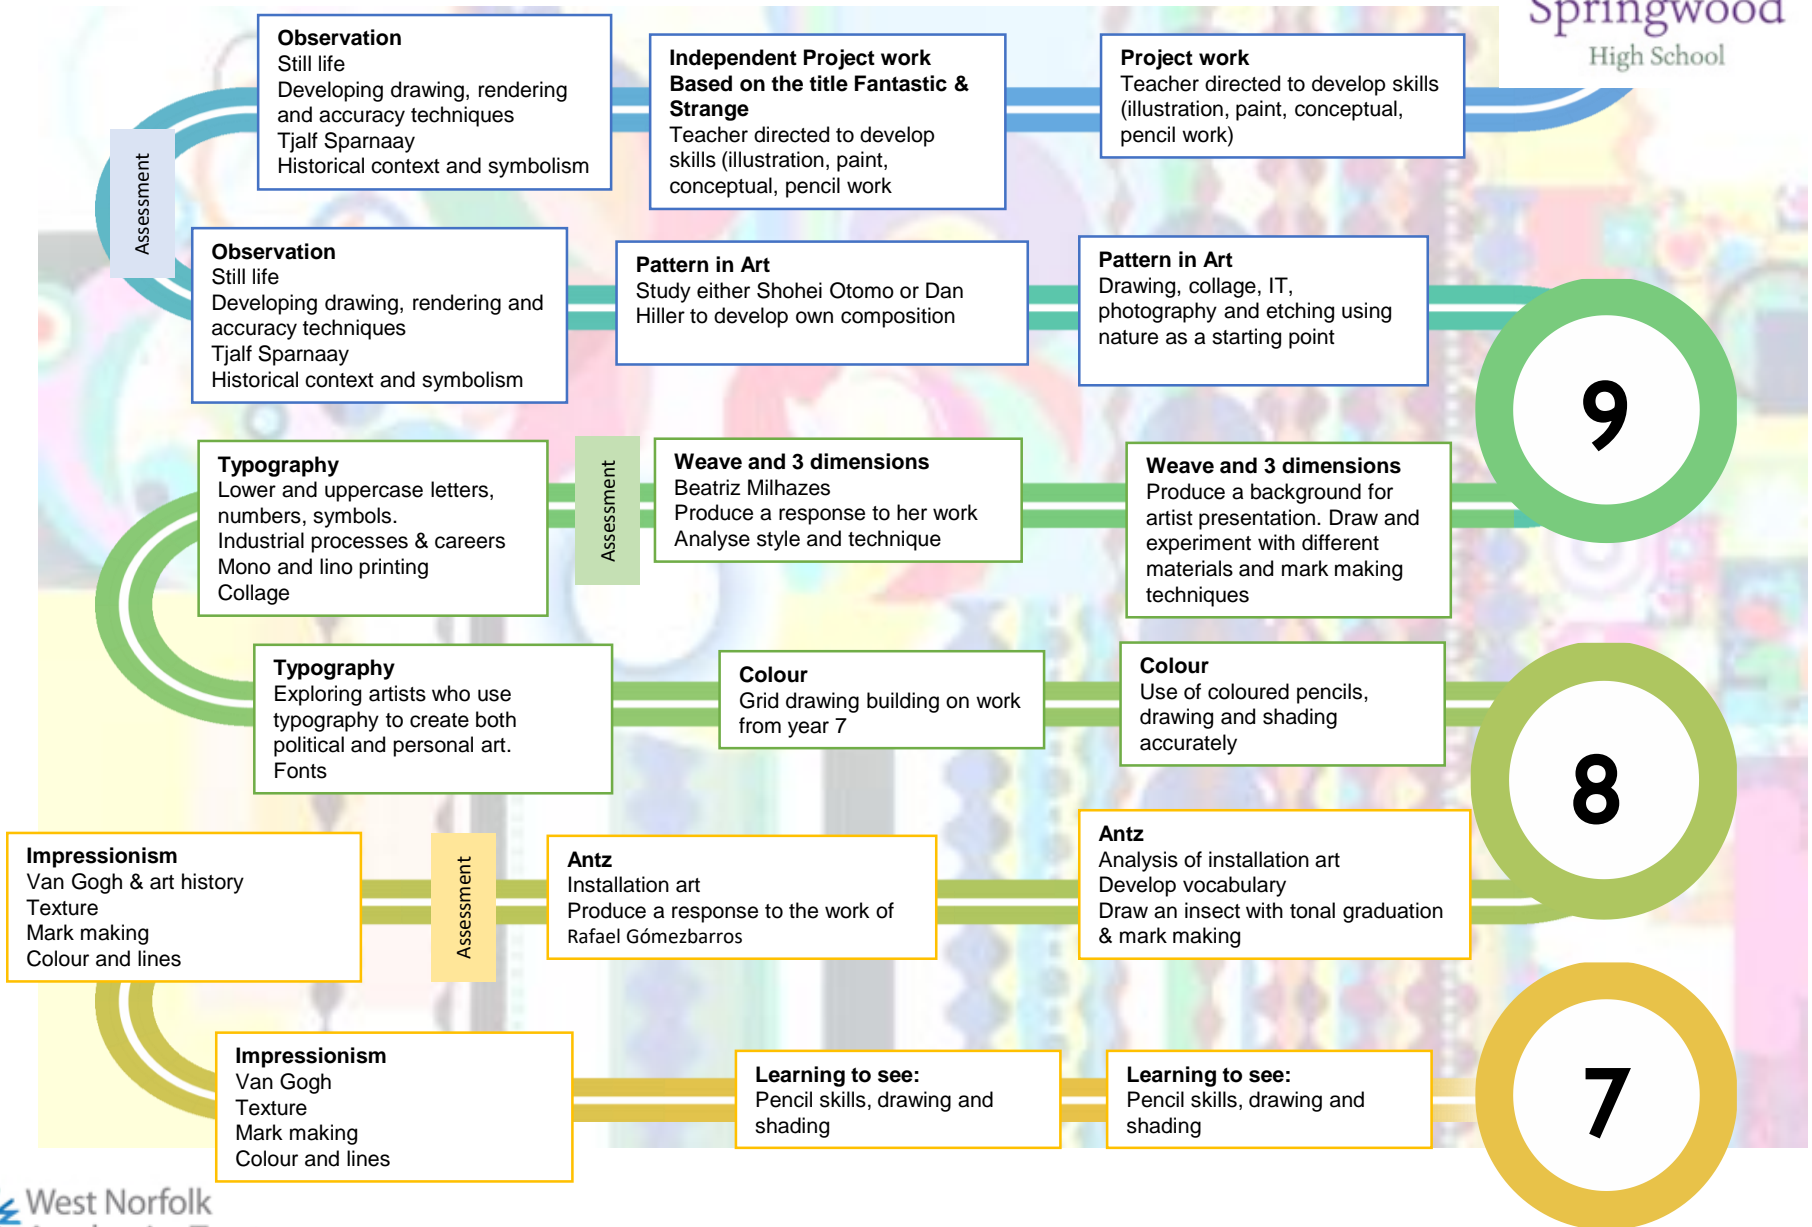 Springwood
High School
Observation
Still life
Developing drawing, rendering
and accuracy techniques
Tjalf Sparnaay
Historical context and symbolism
Independent Project work
Based on the title Fantastic &
Strange
Teacher directed to develop
skills (illustration, paint,
conceptual, pencil work
Project work
Teacher directed to develop skills
(illustration, paint, conceptual,
pencil work)
Assessment
Observation
Still life
Developing drawing, rendering and
accuracy techniques
Tjalf Sparnaay
Historical context and symbolism
Pattern in Art
Study either Shohei Otomo or Dan
Hiller to develop own composition
Pattern in Art
Drawing, collage, IT,
photography and etching using
nature as a starting point
9
Typography
Lower and uppercase letters,
numbers, symbols.
Industrial processes & careers
Mono and lino printing
Collage
Assessment
Weave and 3 dimensions
Beatriz Milhazes
Produce a response to her work
Analyse style and technique
Weave and 3 dimensions
Produce a background for
artist presentation. Draw and
experiment with different
materials and mark making
techniques
Typography
Exploring artists who use
typography to create both
political and personal art.
Fonts
Colour
Grid drawing building on work
from year 7
Colour
Use of coloured pencils,
drawing and shading
accurately
8
Impressionism
Van Gogh & art history
Texture
Mark making
Colour and lines
Assessment
Antz
Installation art
Produce a response to the work of
Rafael Gómezbarros
Antz
Analysis of installation art
Develop vocabulary
Draw an insect with tonal graduation
& mark making
Impressionism
Van Gogh
Texture
Mark making
Colour and lines
Learning to see:
Pencil skills, drawing and
shading
Learning to see:
Pencil skills, drawing and
shading
7
West Norfolk